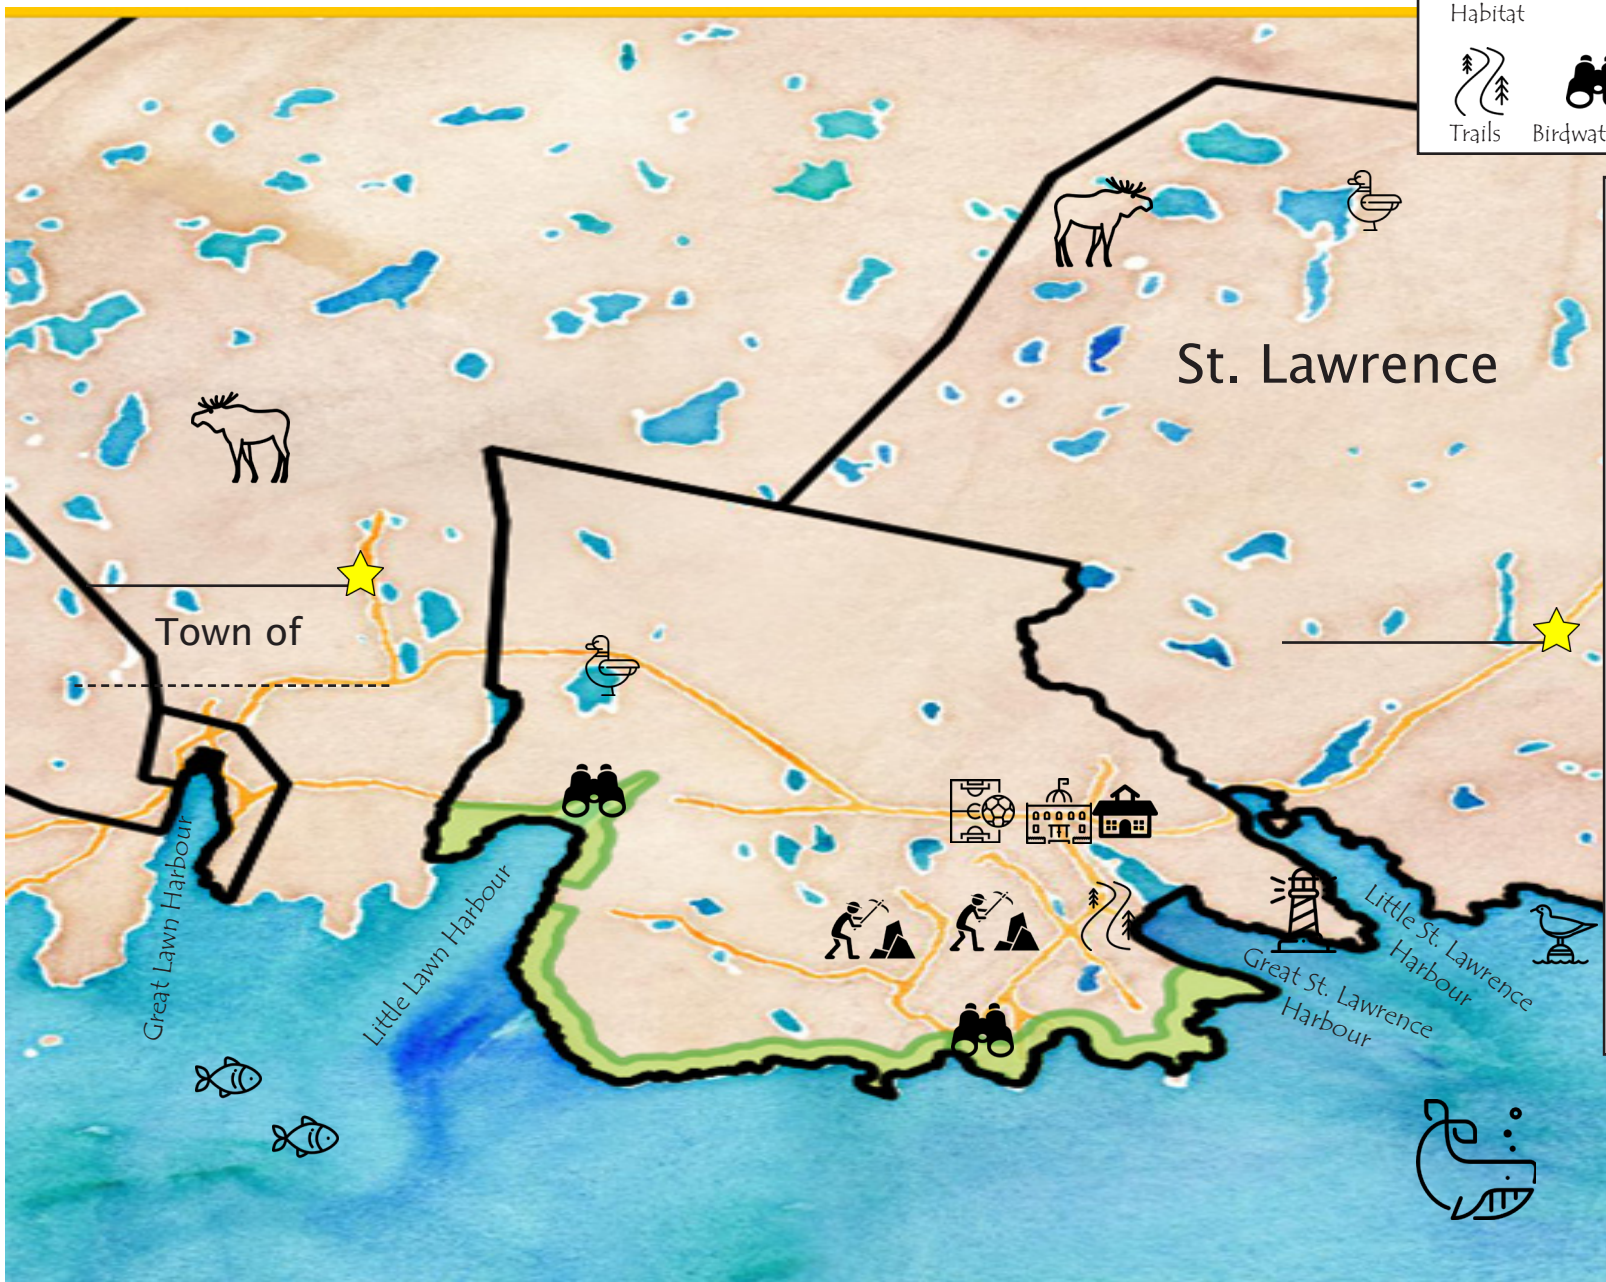 Habitat
Trails
St. Lawrence
Town of
Great Lawn Harbour
Little Lawn Harbour
Little St. Lawrence
Harbour
Great St. Lawrence
Harbour